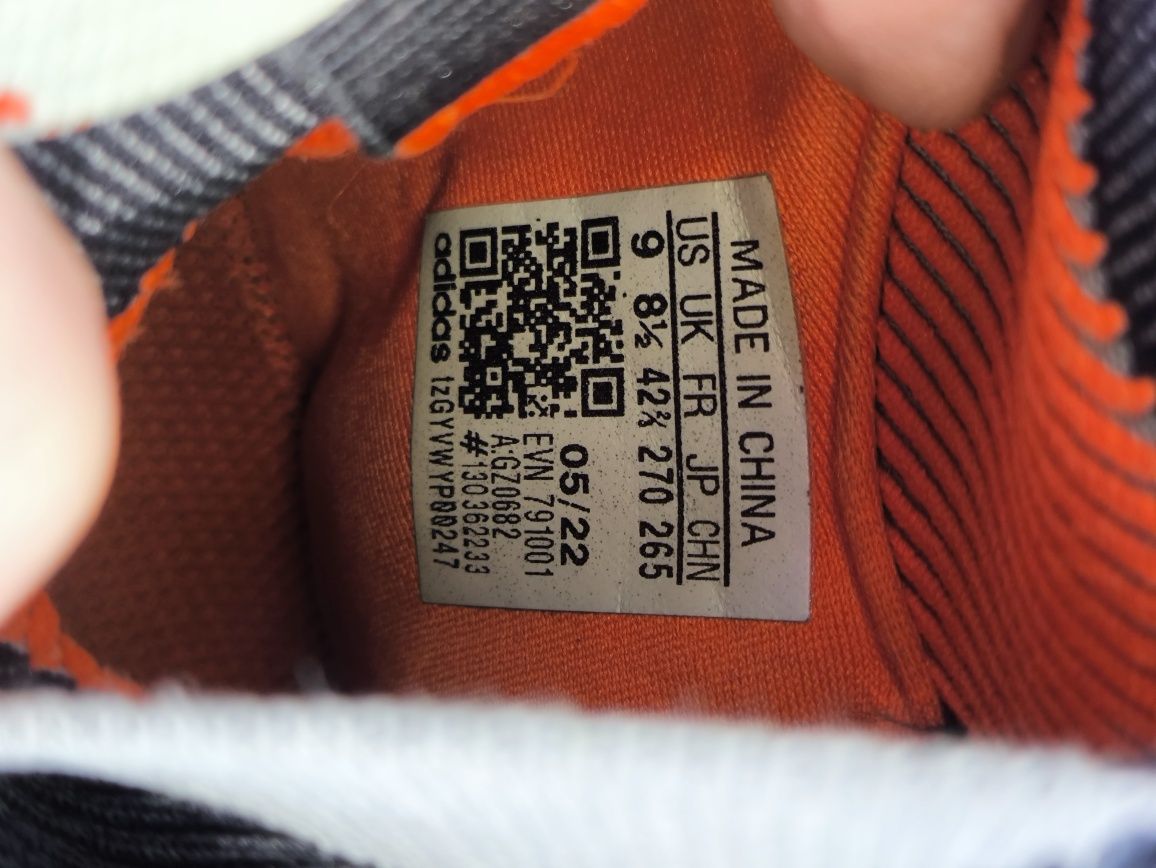 MADE IN CHINA
US UK FR JP CHN
9 8½ 42⅔ 270 265
05/22
EVN 791001
A:GZ0682
#130362233
adidas tzGYVWYP00247